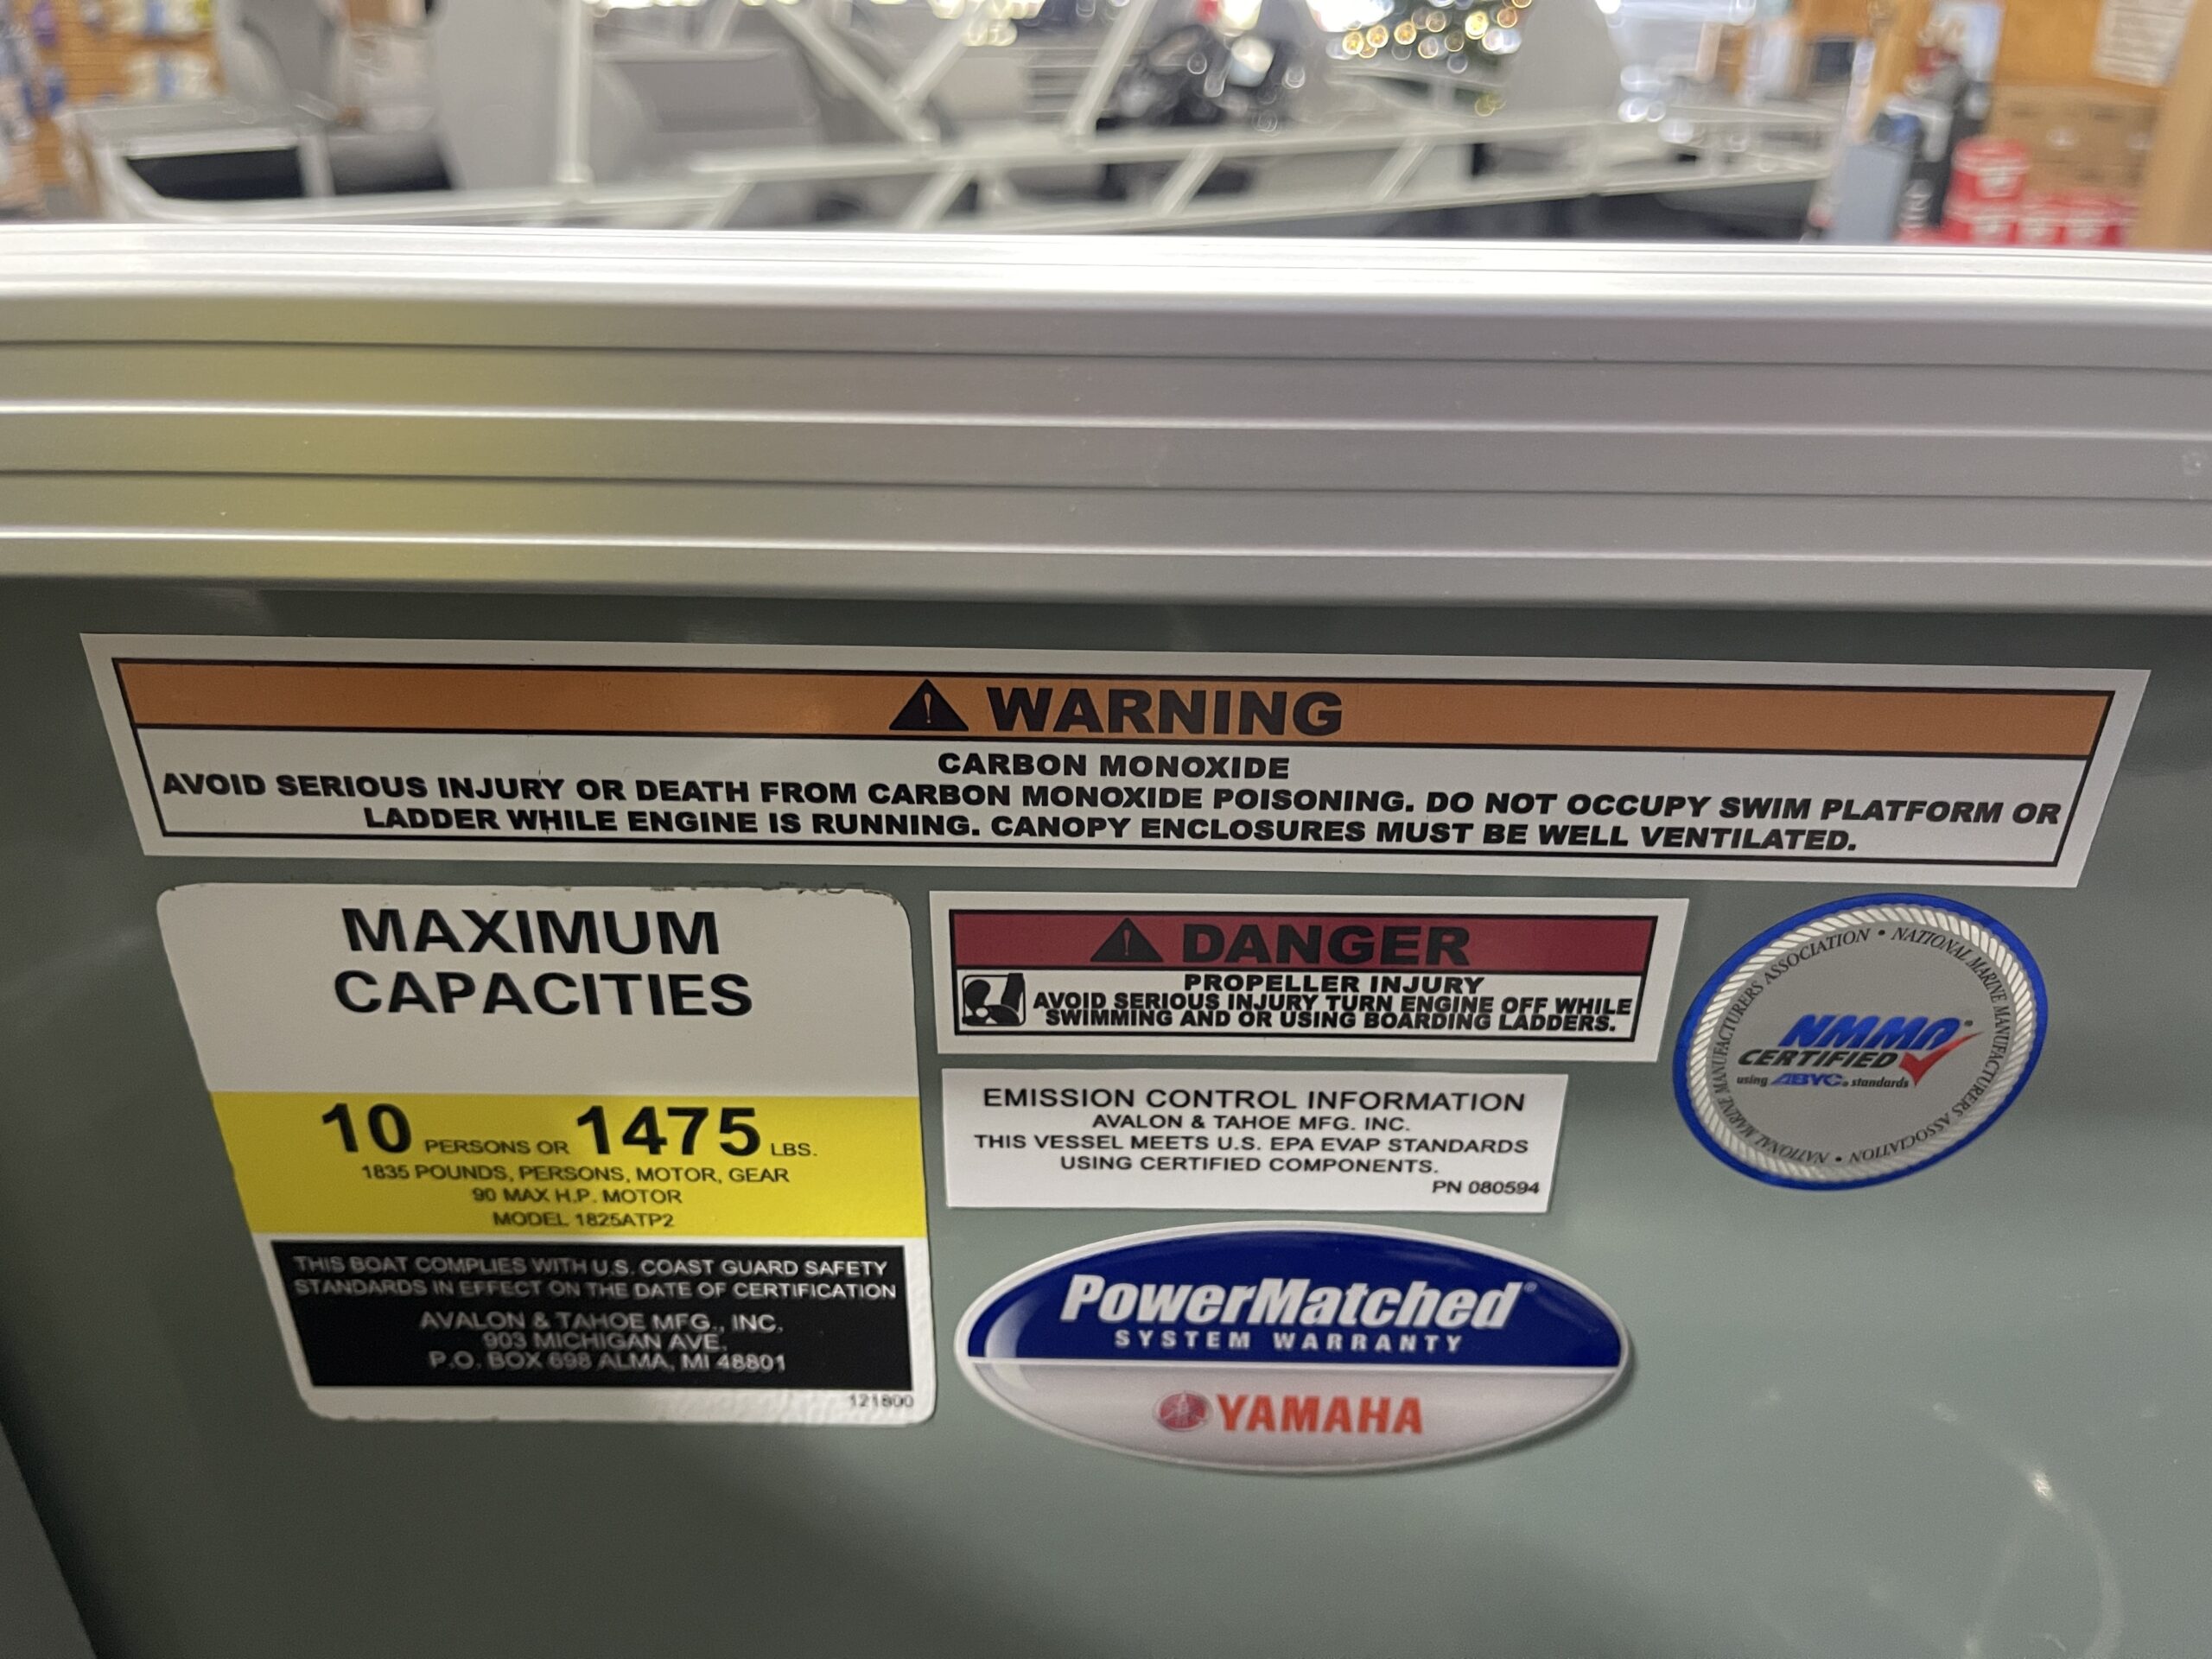 WARNING
CARBON MONOXIDE
AVOID SERIOUS INJURY OR DEATH FROM CARBON MONOXIDE POISONING. DO NOT OCCUPY SWIM PLATFORM OR
LADDER WHILE ENGINE IS RUNNING. CANOPY ENCLOSURES MUST BE WELL VENTILATED.
MAXIMUM
CAPACITIES
10 PERSONS OR 1475 LBS.
1835 POUNDS, PERSONS, MOTOR, GEAR
90 MAX H.P. MOTOR
MODEL 1825ATP2
THIS BOAT COMPLIES WITH U.S. COAST GUARD SAFETY
STANDARDS IN EFFECT ON THE DATE OF CERTIFICATION
AVALON & TAHOE MFG., INC.
903 MICHIGAN AVE.
P.O. BOX 698 ALMA, MI 48801
121800
DANGER
PROPELLER INJURY
AVOID SERIOUS INJURY TURN ENGINE OFF WHILE
SWIMMING AND OR USING BOARDING LADDERS.
EMISSION CONTROL INFORMATION
AVALON & TAHOE MFG. INC.
THIS VESSEL MEETS U.S. EPA EVAP STANDARDS
USING CERTIFIED COMPONENTS.
PN 080594
PowerMatched®
SYSTEM WARRANTY
YAMAHA
NATIONAL MARINE MANUFACTURERS ASSOCIATION • NATIONAL MARINE MANUFACTURERS ASSOCIATION •
NMMA®
CERTIFIED
using ABYC® standards